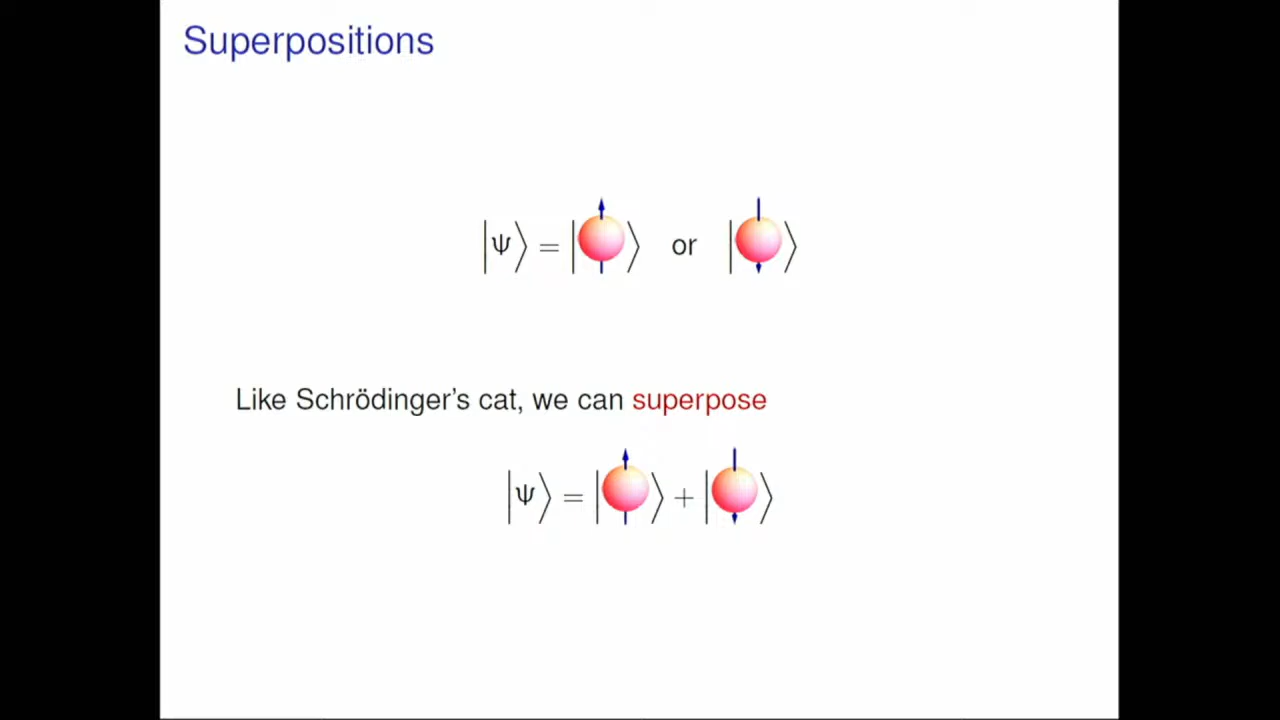 Superpositions
|Ψ⟩ = | ⟩ or | ⟩
Like Schrödinger's cat, we can superpose
|Ψ⟩ = | ⟩ + | ⟩